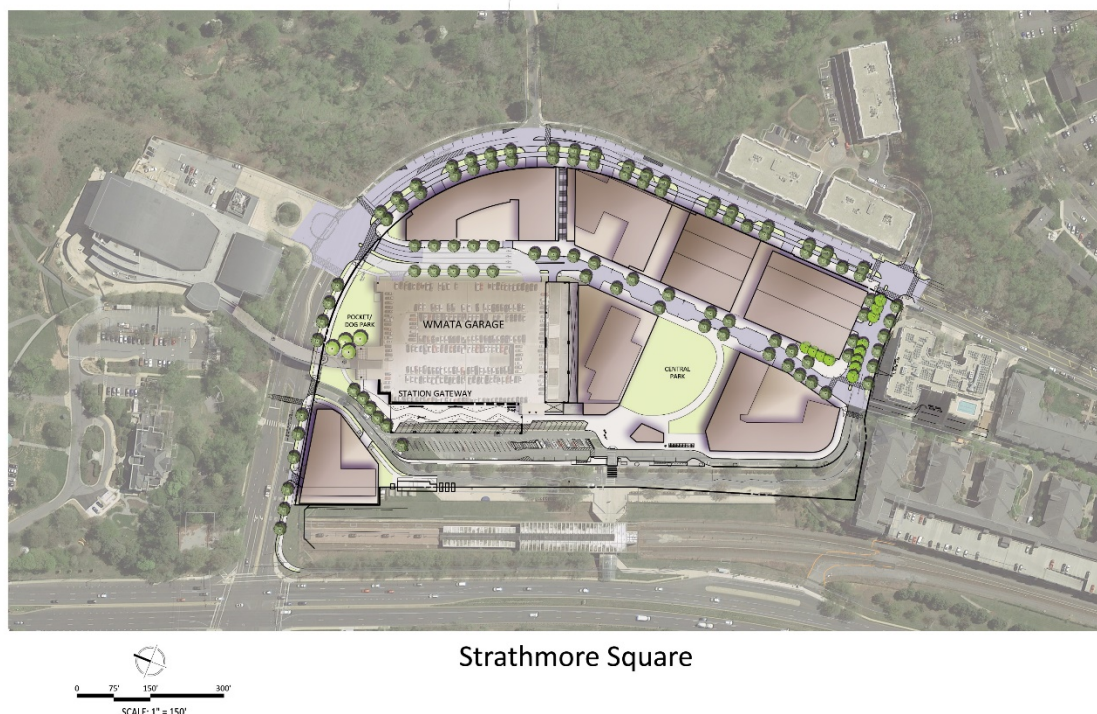 POCKET/
DOG PARK
WMATA GARAGE
STATION GATEWAY
CENTRAL
PARK
Strathmore Square
0 75' 150' 300'
SCALE: 1" = 150'